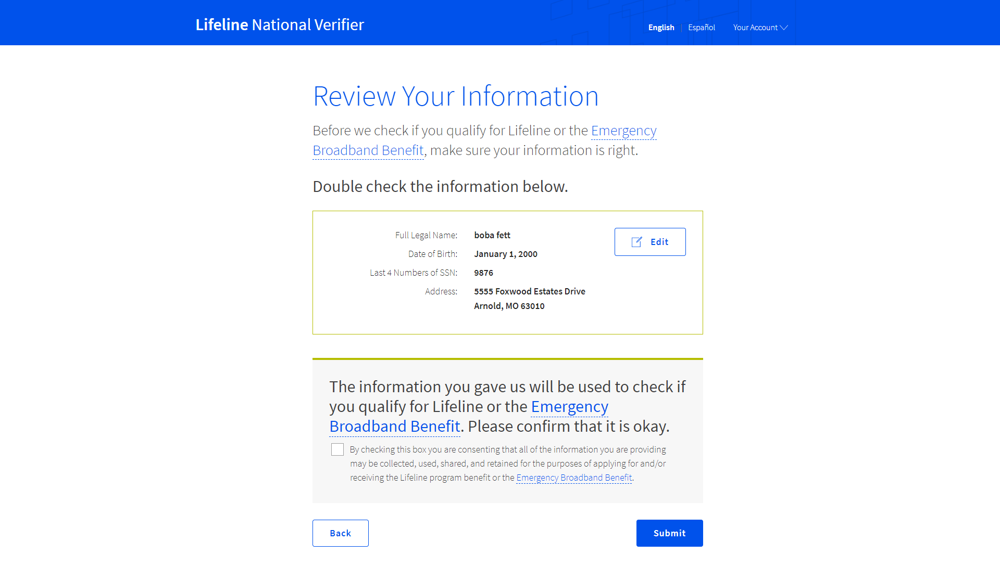 Lifeline National Verifier
English | Español Your Account
Review Your Information
Before we check if you qualify for Lifeline or the Emergency
Broadband Benefit, make sure your information is right.
Double check the information below.
Full Legal Name: boba fett
Edit
Date of Birth: January 1, 2000
Last 4 Numbers of SSN: 9876
Address: 5555 Foxwood Estates Drive
Arnold, MO 63010
The information you gave us will be used to check if
you qualify for Lifeline or the Emergency
Broadband Benefit. Please confirm that it is okay.
By checking this box you are consenting that all of the information you are providing
may be collected, used, shared, and retained for the purposes of applying for and/or
receiving the Lifeline program benefit or the Emergency Broadband Benefit.
Back
Submit